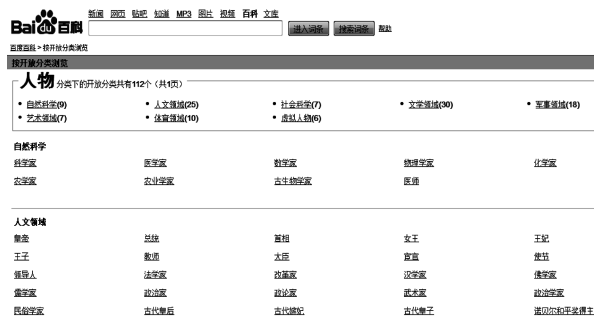 新闻 网页 贴吧 知道 MP3 图片 视频 百科 文库
Bai du 百科
进入词条 搜索词条 帮助
百度百科 > 按开放分类浏览
按开放分类浏览
人物 分类下的开放分类共有112个（共1页）
自然科学(9) 人文领域(25) 社会科学(7) 文学领域(30) 军事领域(18)
艺术领域(7) 体育领域(10) 虚拟人物(6)
自然科学
科学家 医学家 数学家 物理学家 化学家
农学家 农业学家 古生物学家 医师
人文领域
皇帝 总统 首相 女王 王妃
王子 教师 大臣 官宦 使节
领导人 法学家 改革家 汉学家 佛学家
儒学家 政治家 政论家 武术家 政治学家
民俗学家 古代皇后 古代嫔妃 古代皇子 诺贝尔和平奖得主